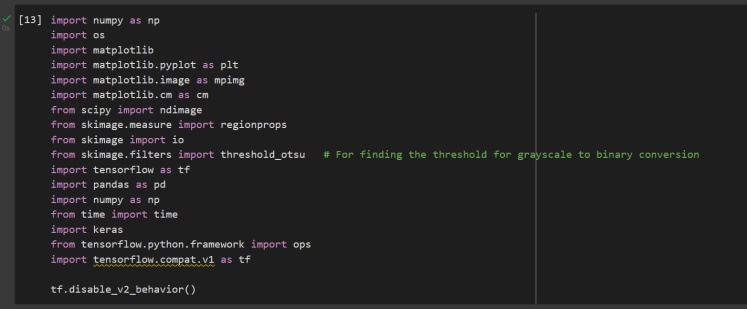 [13] import numpy as np
import os
import matplotlib
import matplotlib.pyplot as plt
import matplotlib.image as mpimg
import matplotlib.cm as cm
from scipy import ndimage
from skimage.measure import regionprops
from skimage import io
from skimage.filters import threshold_otsu   # For finding the threshold for grayscale to binary conversion
import tensorflow as tf
import pandas as pd
import numpy as np
from time import time
import keras
from tensorflow.python.framework import ops
import tensorflow.compat.v1 as tf
tf.disable_v2_behavior()